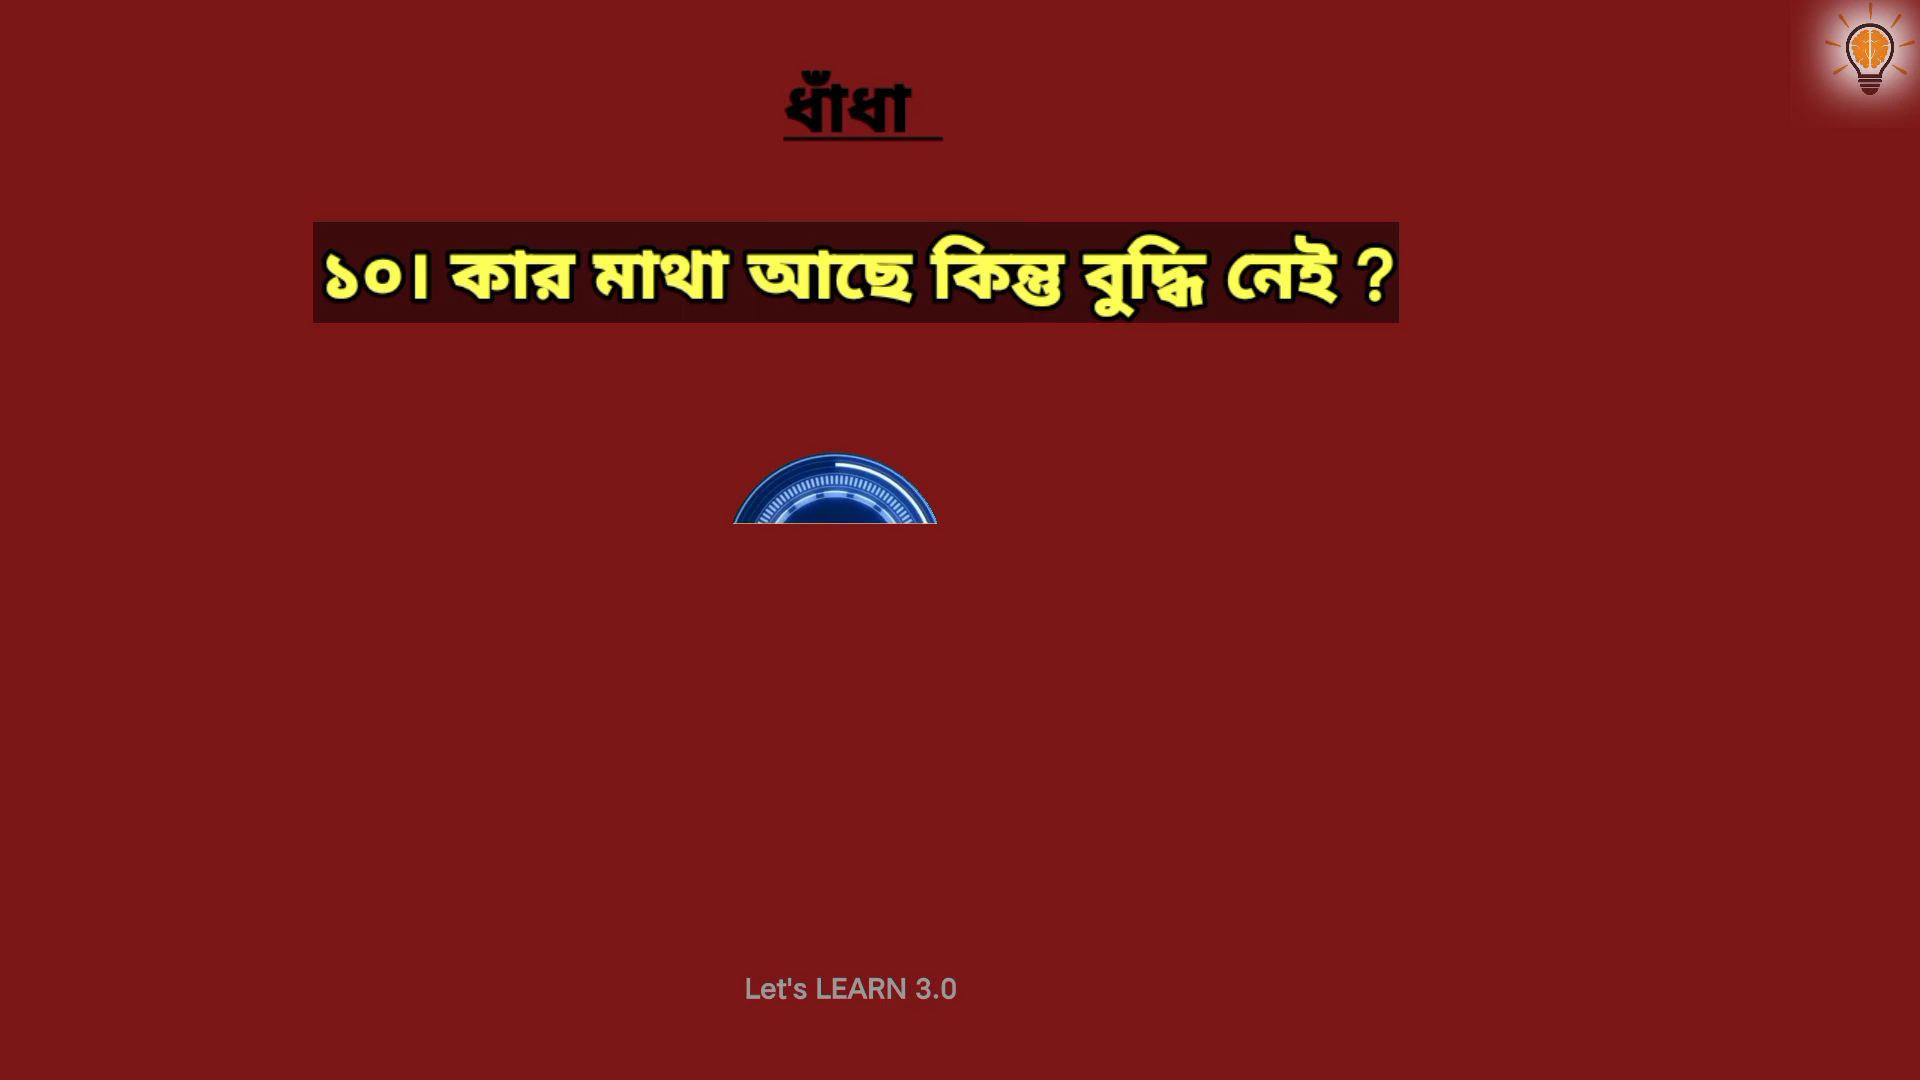 ধাঁধা
১০। কার মাথা আছে কিন্তু বুদ্ধি নেই ?
Let's LEARN 3.0